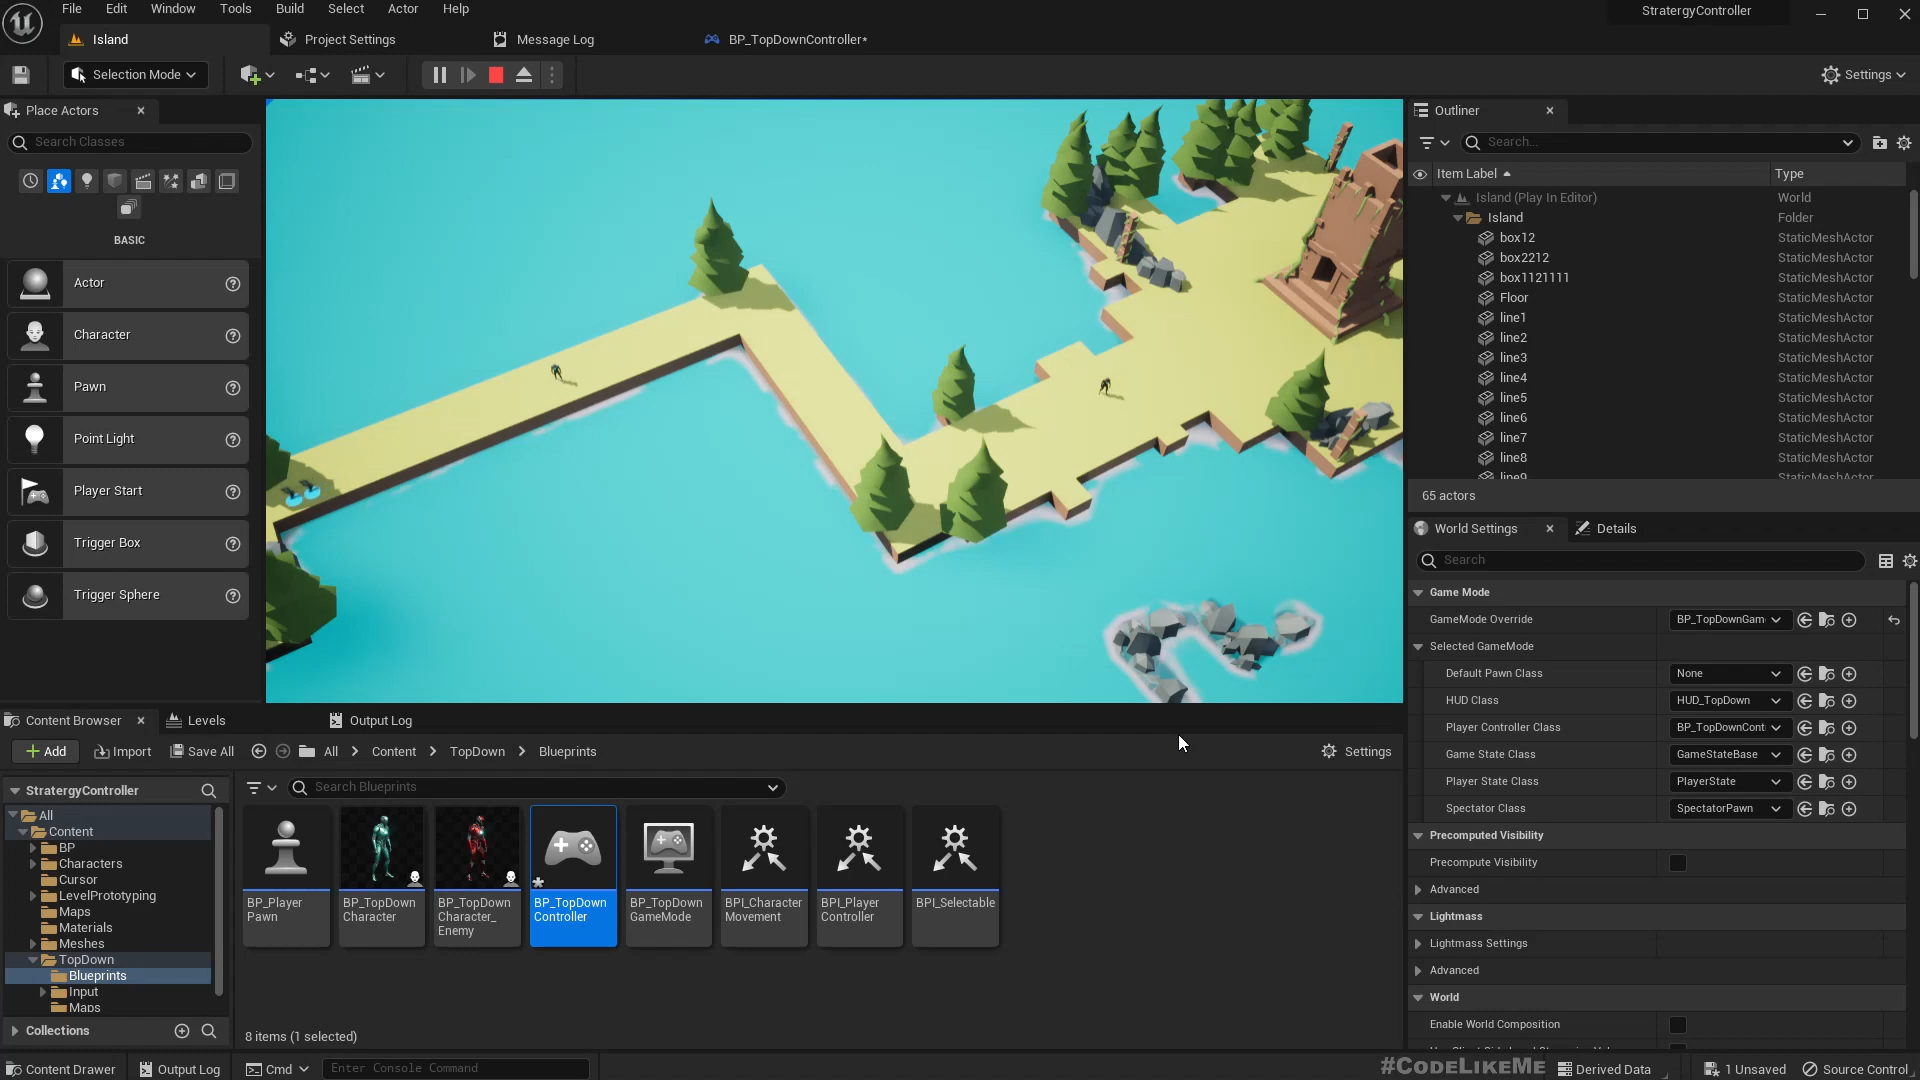 File Edit Window Tools Build Select Actor Help
StratergyController
Island
Project Settings
Message Log
BP_TopDownController*
Selection Mode
Settings
Place Actors
Search Classes
BASIC
Actor
Character
Pawn
Point Light
Player Start
Trigger Box
Trigger Sphere
Outliner
Search...
Item Label Type
Island (Play In Editor) World
Island Folder
box12 StaticMeshActor
box2212 StaticMeshActor
box1121111 StaticMeshActor
Floor StaticMeshActor
line1 StaticMeshActor
line2 StaticMeshActor
line3 StaticMeshActor
line4 StaticMeshActor
line5 StaticMeshActor
line6 StaticMeshActor
line7 StaticMeshActor
line8 StaticMeshActor
line9 StaticMeshActor
65 actors
World Settings Details
Search
Game Mode
GameMode Override BP_TopDownGam
Selected GameMode
Default Pawn Class None
HUD Class HUD_TopDown
Player Controller Class BP_TopDownCont
Game State Class GameStateBase
Player State Class PlayerState
Spectator Class SpectatorPawn
Precomputed Visibility
Precompute Visibility
Advanced
Lightmass
Lightmass Settings
Advanced
World
Enable World Composition
Content Browser Levels Output Log
Add Import Save All All Content TopDown Blueprints Settings
StratergyController
Search Blueprints
All
Content
BP
Characters
Cursor
LevelPrototyping
Maps
Materials
Meshes
TopDown
Blueprints
Input
Maps
Collections
BP_Player
Pawn
BP_TopDown
Character
BP_TopDown
Character_
Enemy
BP_TopDown
Controller
BP_TopDown
GameMode
BPI_Character
Movement
BPI_Player
Controller
BPI_Selectable
8 items (1 selected)
Content Drawer Output Log Cmd Enter Console Command
#CODELIKEME
Derived Data 1 Unsaved Source Control